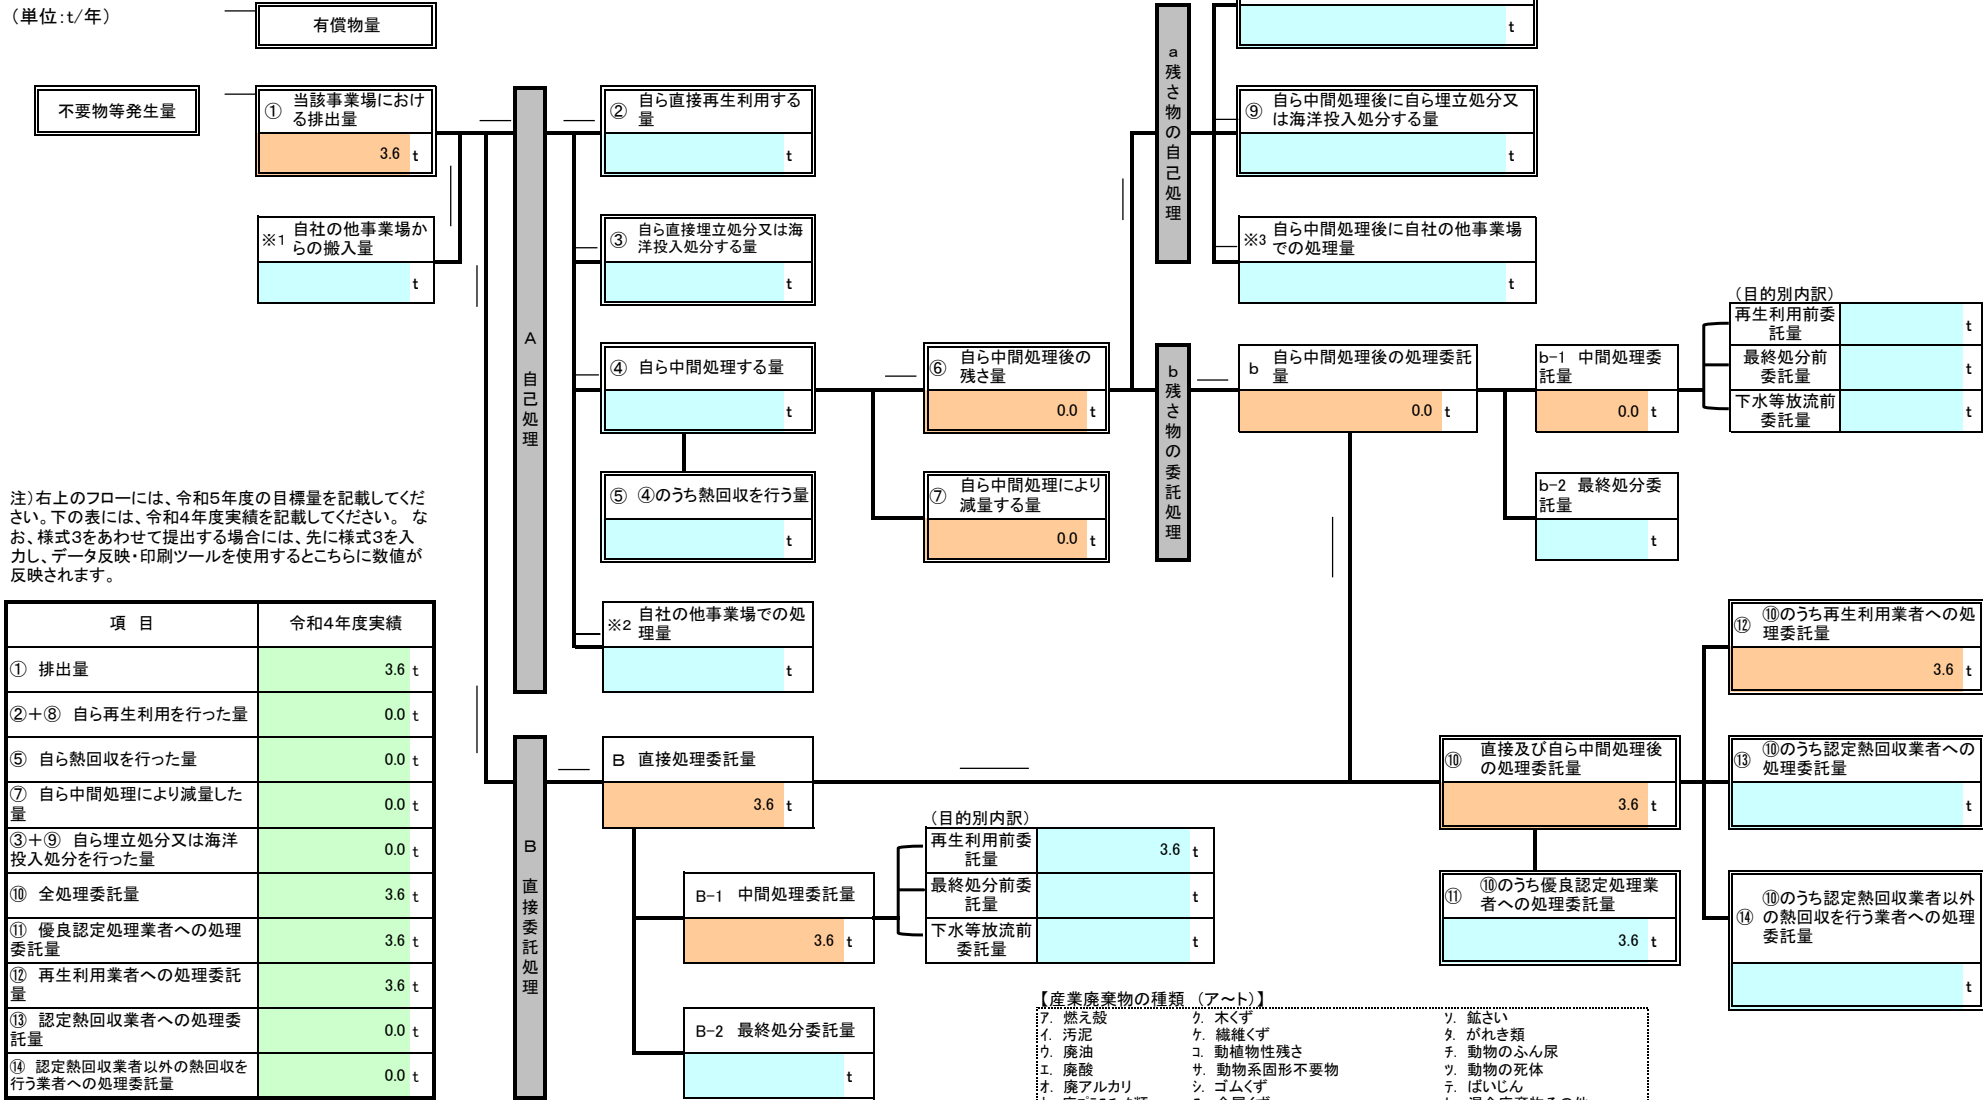 （単位：t/年）
有償物量
t
不要物等発生量
① 当該事業場におけ
る排出量
3.6 t
※1 自社の他事業場か
らの搬入量
t
A 自己処理
② 自ら直接再生利用する
量
t
③ 自ら直接埋立処分又は海
洋投入処分する量
t
④ 自ら中間処理する量
t
⑤ ④のうち熱回収を行う量
t
※2 自社の他事業場での処
理量
t
⑥ 自ら中間処理後の
残さ量
0.0 t
⑦ 自ら中間処理により
減量する量
0.0 t
a 残さ物の自己処理
⑨ 自ら中間処理後に自ら埋立処分又
は海洋投入処分する量
t
※3 自ら中間処理後に自社の他事業場
での処理量
t
b 残さ物の委託処理
b 自ら中間処理後の処理委託
量
0.0 t
b-1 中間処理委
託量
0.0 t
b-2 最終処分委
託量
t
（目的別内訳）
再生利用前委
託量 t
最終処分前
委託量 t
下水等放流前
委託量 t
注）右上のフローには、令和5年度の目標量を記載してくだ
さい。下の表には、令和4年度実績を記載してください。 な
お、様式3をあわせて提出する場合には、先に様式3を入
力し、データ反映・印刷ツールを使用するとこちらに数値が
反映されます。
項 目 令和4年度実績
① 排出量 3.6 t
②＋⑧ 自ら再生利用を行った量 0.0 t
⑤ 自ら熱回収を行った量 0.0 t
⑦ 自ら中間処理により減量した
量 0.0 t
③＋⑨ 自ら埋立処分又は海洋
投入処分を行った量 0.0 t
⑩ 全処理委託量 3.6 t
⑪ 優良認定処理業者への処理
委託量 3.6 t
⑫ 再生利用業者への処理委託
量 3.6 t
⑬ 認定熱回収業者への処理委
託量 0.0 t
⑭ 認定熱回収業者以外の熱回収を
行う業者への処理委託量 0.0 t
B 直接委託処理
B 直接処理委託量
3.6 t
B-1 中間処理委託量
3.6 t
B-2 最終処分委託量
t
（目的別内訳）
再生利用前委
託量 3.6 t
最終処分前委
託量 t
下水等放流前
委託量 t
⑩ 直接及び自ら中間処理後
の処理委託量
3.6 t
⑪ ⑩のうち優良認定処理業
者への処理委託量
3.6 t
⑫ ⑩のうち再生利用業者への処
理委託量
3.6 t
⑬ ⑩のうち認定熱回収業者への
処理委託量
t
⑭ ⑩のうち認定熱回収業者以外
の熱回収を行う業者への処理
委託量
t
【産業廃棄物の種類 （ア～ト）】
ア. 燃え殻 ク. 木くず ソ. 鉱さい
イ. 汚泥 ケ. 繊維くず タ. がれき類
ウ. 廃油 コ. 動植物性残さ チ. 動物のふん尿
エ. 廃酸 サ. 動物系固形不要物 ツ. 動物の死体
オ. 廃アルカリ シ. ゴムくず テ. ばいじん